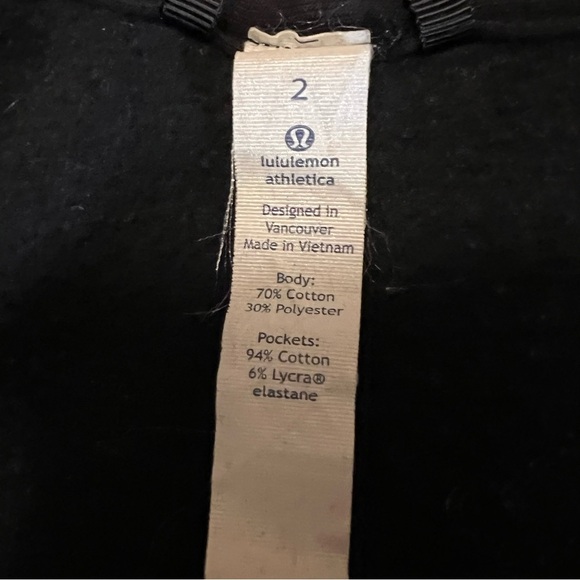 2
lululemon
athletica
Designed in
Vancouver
Made in Vietnam
Body:
70% Cotton
30% Polyester
Pockets:
94% Cotton
6% Lycra®
elastane